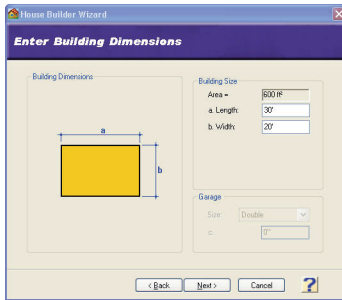 House Builder Wizard
Enter Building Dimensions
Building Dimensions
a
b
Building Size
Area = 600 ft²
a. Length: 30'
b. Width: 20'
Garage
Size: Double
c. 0"
< Back Next > Cancel ?